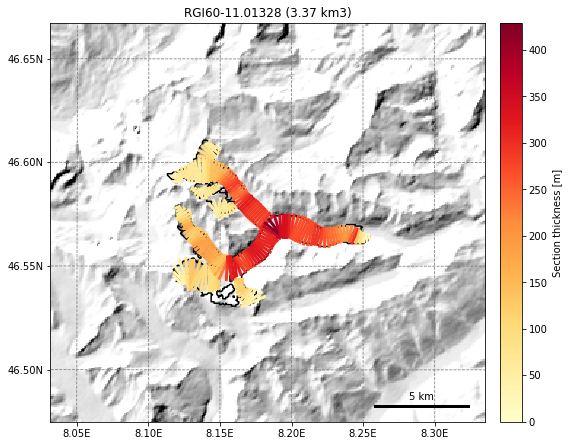 RGI60-11.01328 (3.37 km3)
46.65N
46.60N
46.55N
46.50N
8.05E 8.10E 8.15E 8.20E 8.25E 8.30E
5 km
400
350
300
250
200
150
100
50
0
Section thickness [m]